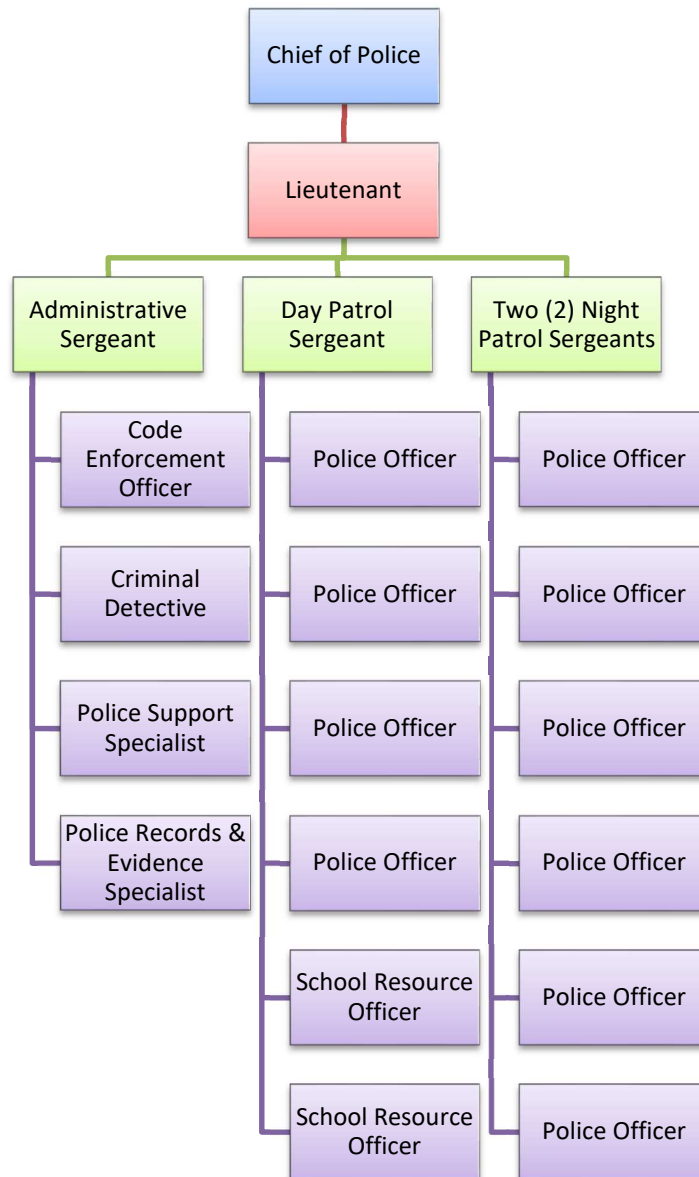 Chief of Police
Lieutenant
Administrative
Sergeant
Day Patrol
Sergeant
Two (2) Night
Patrol Sergeants
Code
Enforcement
Officer
Police Officer
Police Officer
Criminal
Detective
Police Officer
Police Officer
Police Support
Specialist
Police Officer
Police Officer
Police Records &
Evidence
Specialist
Police Officer
Police Officer
School Resource
Officer
Police Officer
School Resource
Officer
Police Officer